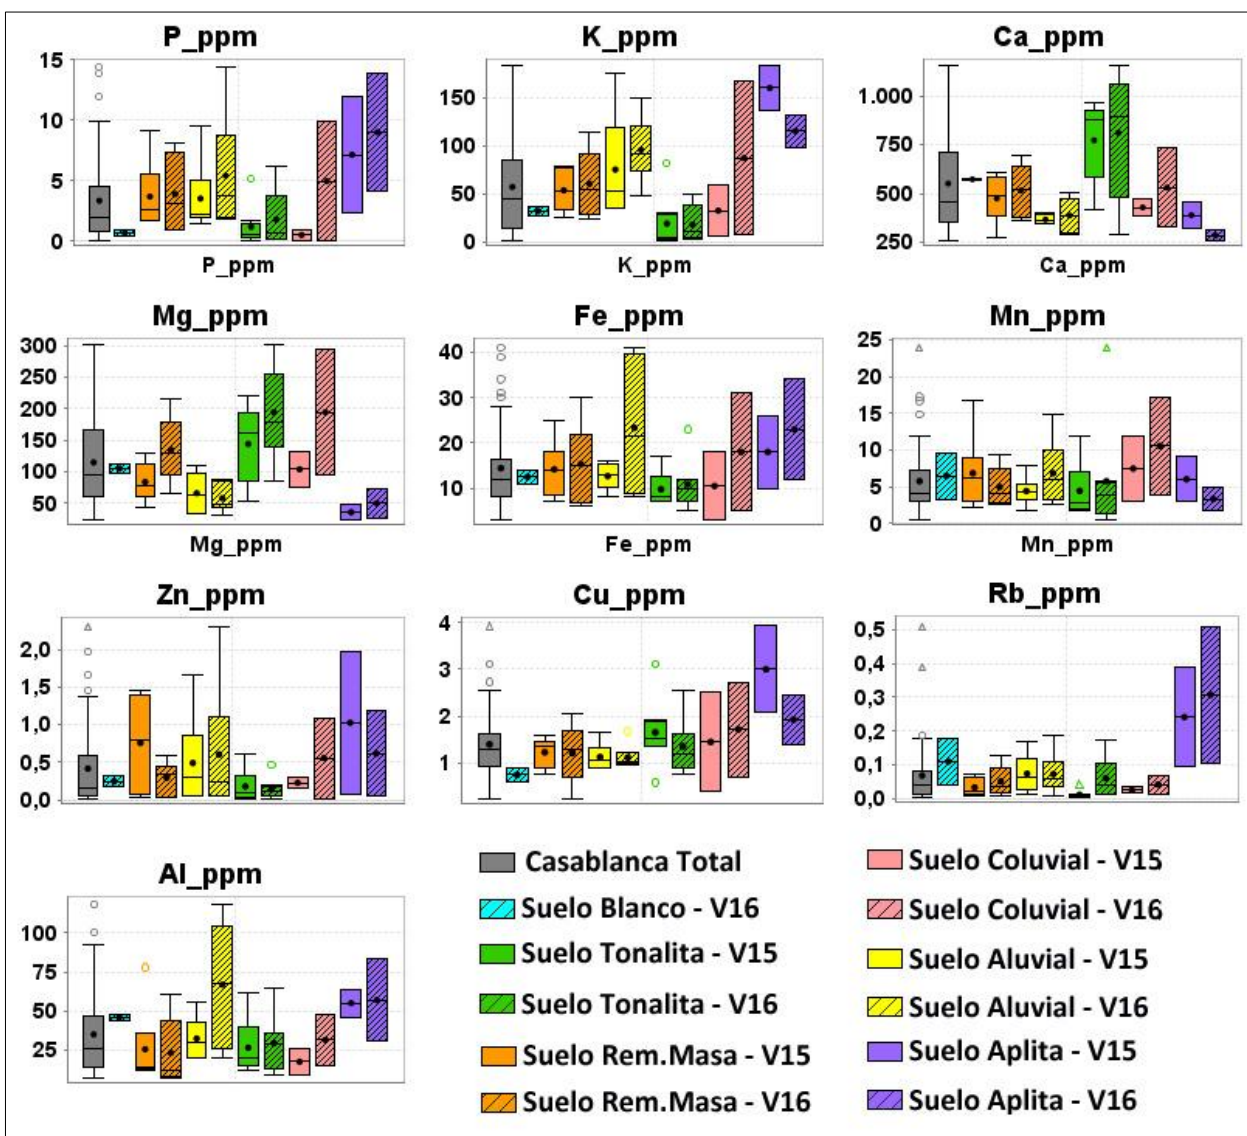 P_ppm
15
10
5
0
P_ppm
K_ppm
150
100
50
0
K_ppm
Ca_ppm
1.000
750
500
250
Ca_ppm
Mg_ppm
300
250
200
150
100
50
Mg_ppm
Fe_ppm
40
30
20
10
Fe_ppm
Mn_ppm
25
20
15
10
5
0
Mn_ppm
Zn_ppm
2,0
1,5
1,0
0,5
0,0
Cu_ppm
4
3
2
1
Rb_ppm
0,5
0,4
0,3
0,2
0,1
0,0
Al_ppm
100
75
50
25
Casablanca Total
Suelo Blanco - V16
Suelo Tonalita - V15
Suelo Tonalita - V16
Suelo Rem.Masa - V15
Suelo Rem.Masa - V16
Suelo Coluvial - V15
Suelo Coluvial - V16
Suelo Aluvial - V15
Suelo Aluvial - V16
Suelo Aplita - V15
Suelo Aplita - V16